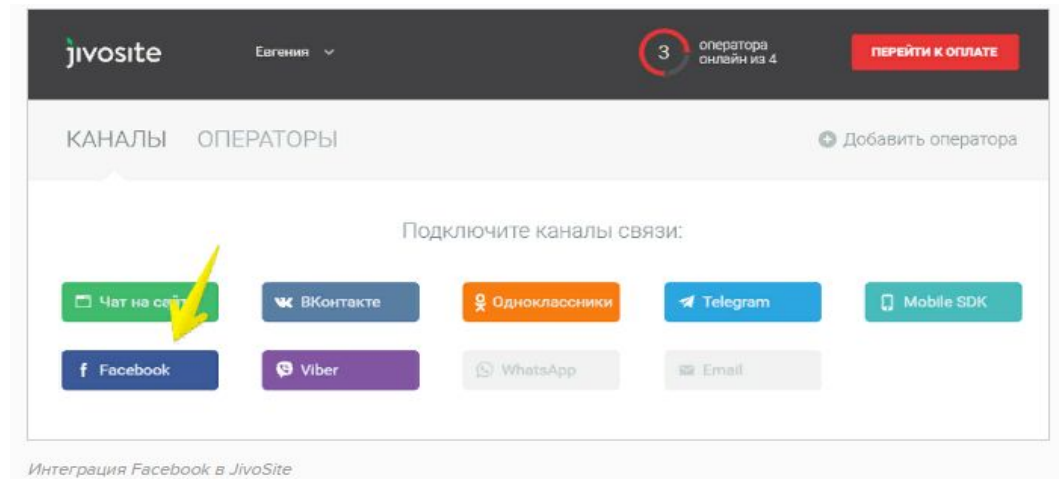 jivosite
Евгения
3
оператора
онлайн из 4
ПЕРЕЙТИ К ОПЛАТЕ
КАНАЛЫ ОПЕРАТОРЫ
Добавить оператора
Подключите каналы связи:
Чат на сайт
ВКонтакте
Одноклассники
Telegram
Mobile SDK
Facebook
Viber
WhatsApp
Email
Интеграция Facebook в JivoSite